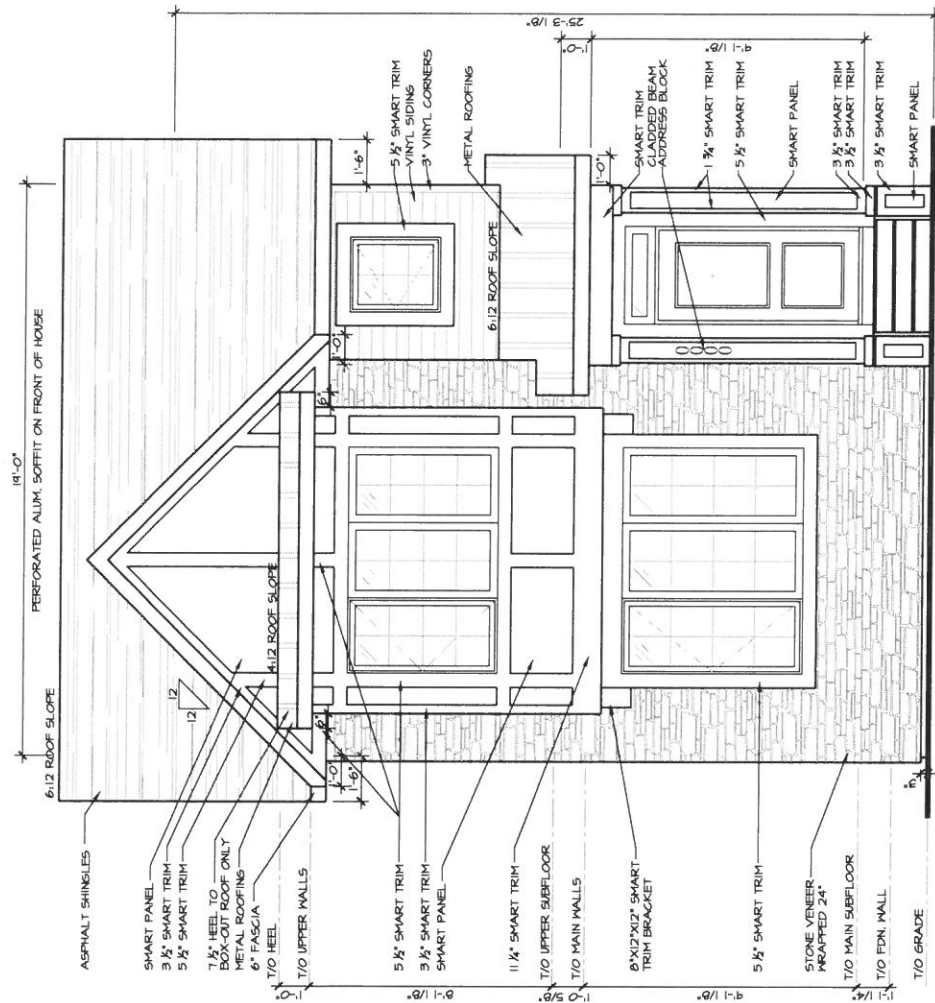 19'-0"
PERFORATED ALUM. SOFFIT ON FRONT OF HOUSE
6:12 ROOF SLOPE
ASPHALT SHINGLES
12
12
SMART PANEL
3 ½" SMART TRIM
5 ½" SMART TRIM
7 ½" HEEL TO
BOX-OUT ROOF ONLY
METAL ROOFING
6" FASCIA
T/O HEEL
T/O UPPER WALLS
4:12 ROOF SLOPE
1'-0"
1'-6"
6"
6"
1'-0"
1'-6"
1'-0"
8'-1 1/8"
5 ½" SMART TRIM
3 ½" SMART TRIM
SMART PANEL
11 ¼" SMART TRIM
T/O UPPER SUBFLOOR
T/O MAIN WALLS
1'-0 5/8"
8"X12"X12" SMART
TRIM BRACKET
9'-1 1/8"
5 ½" SMART TRIM
STONE VENEER
WRAPPED 24"
T/O MAIN SUBFLOOR
T/O FDN. WALL
T/O GRADE
1'-1 1/4"
3"
5 ½" SMART TRIM
VINYL SIDING
3" VINYL CORNERS
METAL ROOFING
6:12 ROOF SLOPE
25'-3 1/8"
1'-0"
1'-0"
SMART TRIM
CLADDED BEAM
ADDRESS BLOCK
1 ¾" SMART TRIM
5 ½" SMART TRIM
SMART PANEL
9'-1 1/8"
3 ½" SMART TRIM
3 ½" SMART TRIM
3 ½" SMART TRIM
SMART PANEL